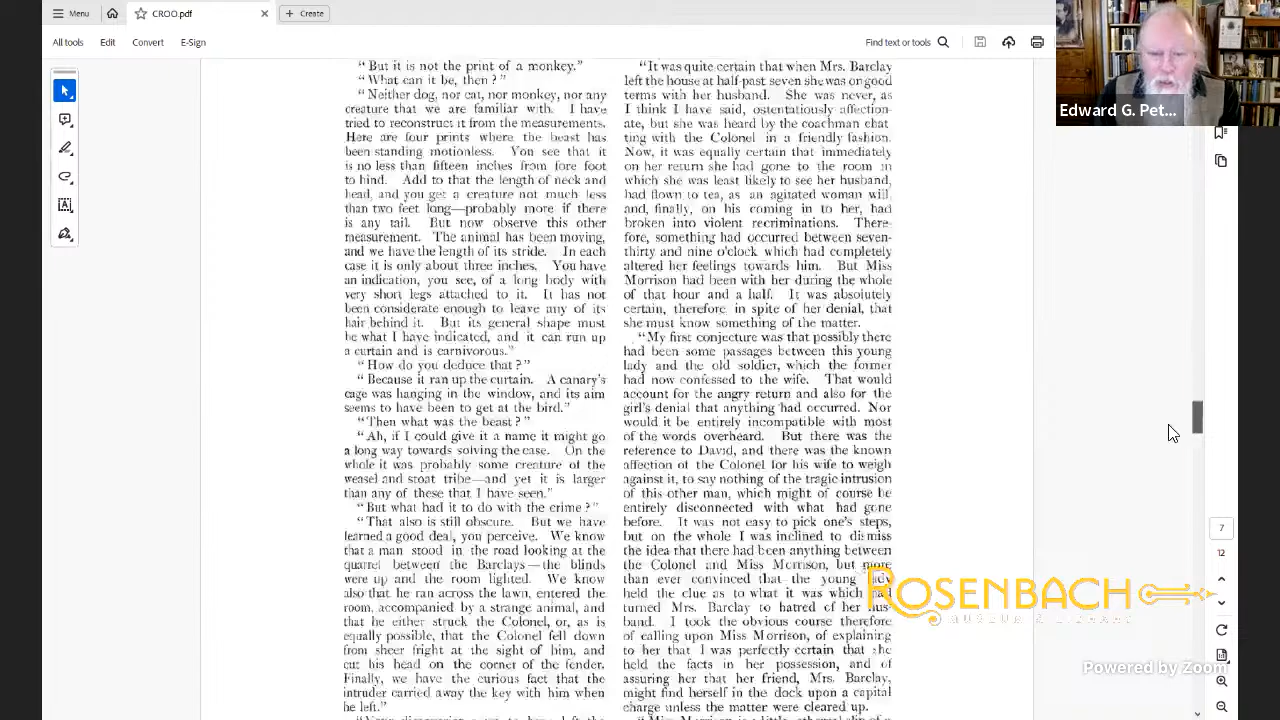 Menu
CROO.pdf
Create
All tools
Edit
Convert
E-Sign
Find text or tools
Edward G. Pet...
“But it is not the print of a monkey.”
“What can it be, then?”
“Neither dog, nor cat, nor monkey, nor any
creature that we are familiar with. I have
tried to reconstruct it from the measurements.
Here are four prints where the beast has
been standing motionless. You see that it
is no less than fifteen inches from fore foot
to hind. Add to that the length of neck and
head, and you get a creature not much less
than two feet long—probably more if there
is any tail. But now observe this other
measurement. The animal has been moving,
and we have the length of its stride. In each
case it is only about three inches. You have
an indication, you see, of a long body with
very short legs attached to it. It has not
been considerate enough to leave any of its
hair behind it. But its general shape must
be what I have indicated, and it can run up
a curtain and is carnivorous.”
“How do you deduce that?”
“Because it ran up the curtain. A canary's
cage was hanging in the window, and its aim
seems to have been to get at the bird.”
“Then what was the beast?”
“Ah, if I could give it a name it might go
a long way towards solving the case. On the
whole it was probably some creature of the
weasel and stoat tribe—and yet it is larger
than any of these that I have seen.”
“But what had it to do with the crime?”
“That also is still obscure. But we have
learned a good deal, you perceive. We know
that a man stood in the road looking at the
quarrel between the Barclays—the blinds
were up and the room lighted. We know
also that he ran across the lawn, entered the
room, accompanied by a strange animal, and
that he either struck the Colonel, or, as is
equally possible, that the Colonel fell down
from sheer fright at the sight of him, and
cut his head on the corner of the fender.
Finally, we have the curious fact that the
intruder carried away the key with him when
he left.”
“It was quite certain that when Mrs. Barclay
left the house at half-past seven she was on good
terms with her husband. She was never, as
I think I have said, ostentatiously affection-
ate, but she was heard by the coachman chat
ting with the Colonel in a friendly fashion.
Now, it was equally certain that immediately
on her return she had gone to the room in
which she was least likely to see her husband,
had flown to tea, as an agitated woman will,
and, finally, on his coming in to her, had
broken into violent recriminations. There-
fore, something had occurred between seven-
thirty and nine o'clock which had completely
altered her feelings towards him. But Miss
Morrison had been with her during the whole
of that hour and a half. It was absolutely
certain, therefore, in spite of her denial, that
she must know something of the matter.
“My first conjecture was that possibly there
had been some passages between this young
lady and the old soldier, which the former
had now confessed to the wife. That would
account for the angry return and also for the
girl's denial that anything had occurred. Nor
would it be entirely incompatible with most
of the words overheard. But there was the
reference to David, and there was the known
affection of the Colonel for his wife to weigh
against it, to say nothing of the tragic intrusion
of this other man, which might of course be
entirely disconnected with what had gone
before. It was not easy to pick one's steps,
but on the whole I was inclined to dismiss
the idea that there had been anything between
the Colonel and Miss Morrison, but more
than ever convinced that the young lady
held the clue as to what it was which had
turned Mrs. Barclay to hatred of her hus-
band. I took the obvious course therefore
of calling upon Miss Morrison, of explaining
to her that I was perfectly certain that she
held the facts in her possession, and of
assuring her that her friend, Mrs. Barclay,
might find herself in the dock upon a capital
charge unless the matter were cleared up.
7
12
ROSENBACH
MUSEUM & LIBRARY
Powered by Zoom